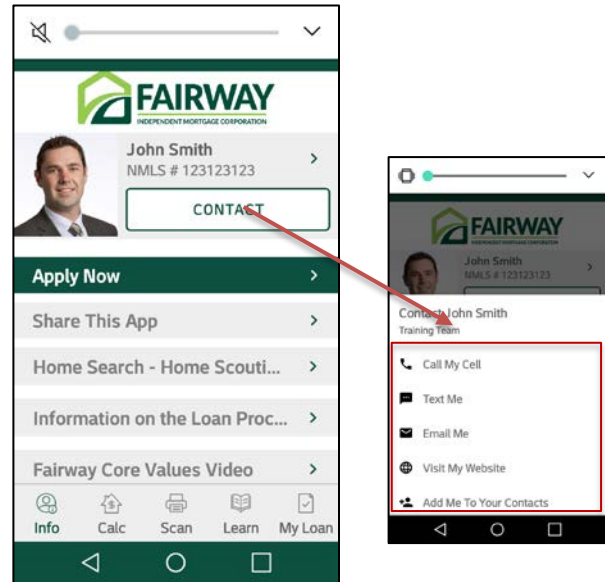 FAIRWAY
INDEPENDENT MORTGAGE CORPORATION
John Smith
NMLS # 123123123
CONTACT
Apply Now
Share This App
Home Search - Home Scouti...
Information on the Loan Proc...
Fairway Core Values Video
Info Calc Scan Learn My Loan
FAIRWAY
INDEPENDENT MORTGAGE CORPORATION
John Smith
NMLS # 123123123
Contact John Smith
Training Team
Call My Cell
Text Me
Email Me
Visit My Website
Add Me To Your Contacts